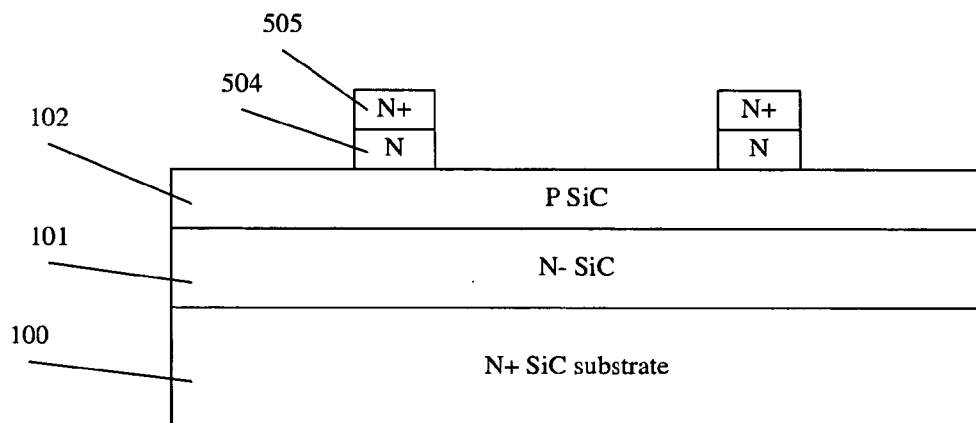 505
504
N+
N+
102
N
N
P SiC
101
N- SiC
100
N+ SiC substrate